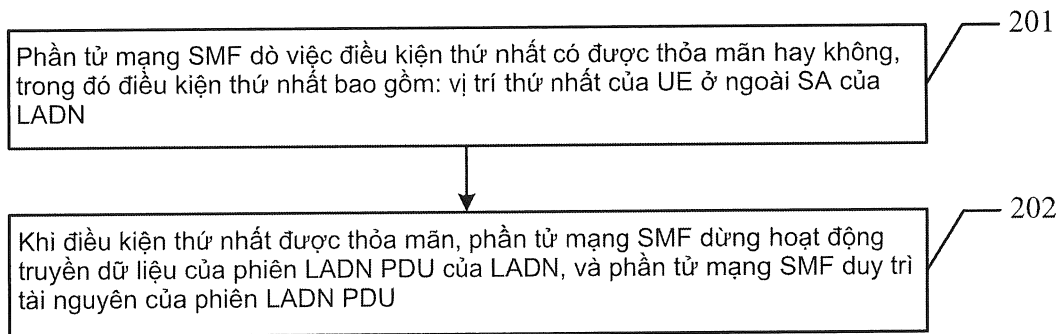 201
Phần tử mạng SMF dò việc điều kiện thứ nhất có được thỏa mãn hay không,
trong đó điều kiện thứ nhất bao gồm: vị trí thứ nhất của UE ở ngoài SA của
LADN
202
Khi điều kiện thứ nhất được thỏa mãn, phần tử mạng SMF dừng hoạt động
truyền dữ liệu của phiên LADN PDU của LADN, và phần tử mạng SMF duy trì
tài nguyên của phiên LADN PDU